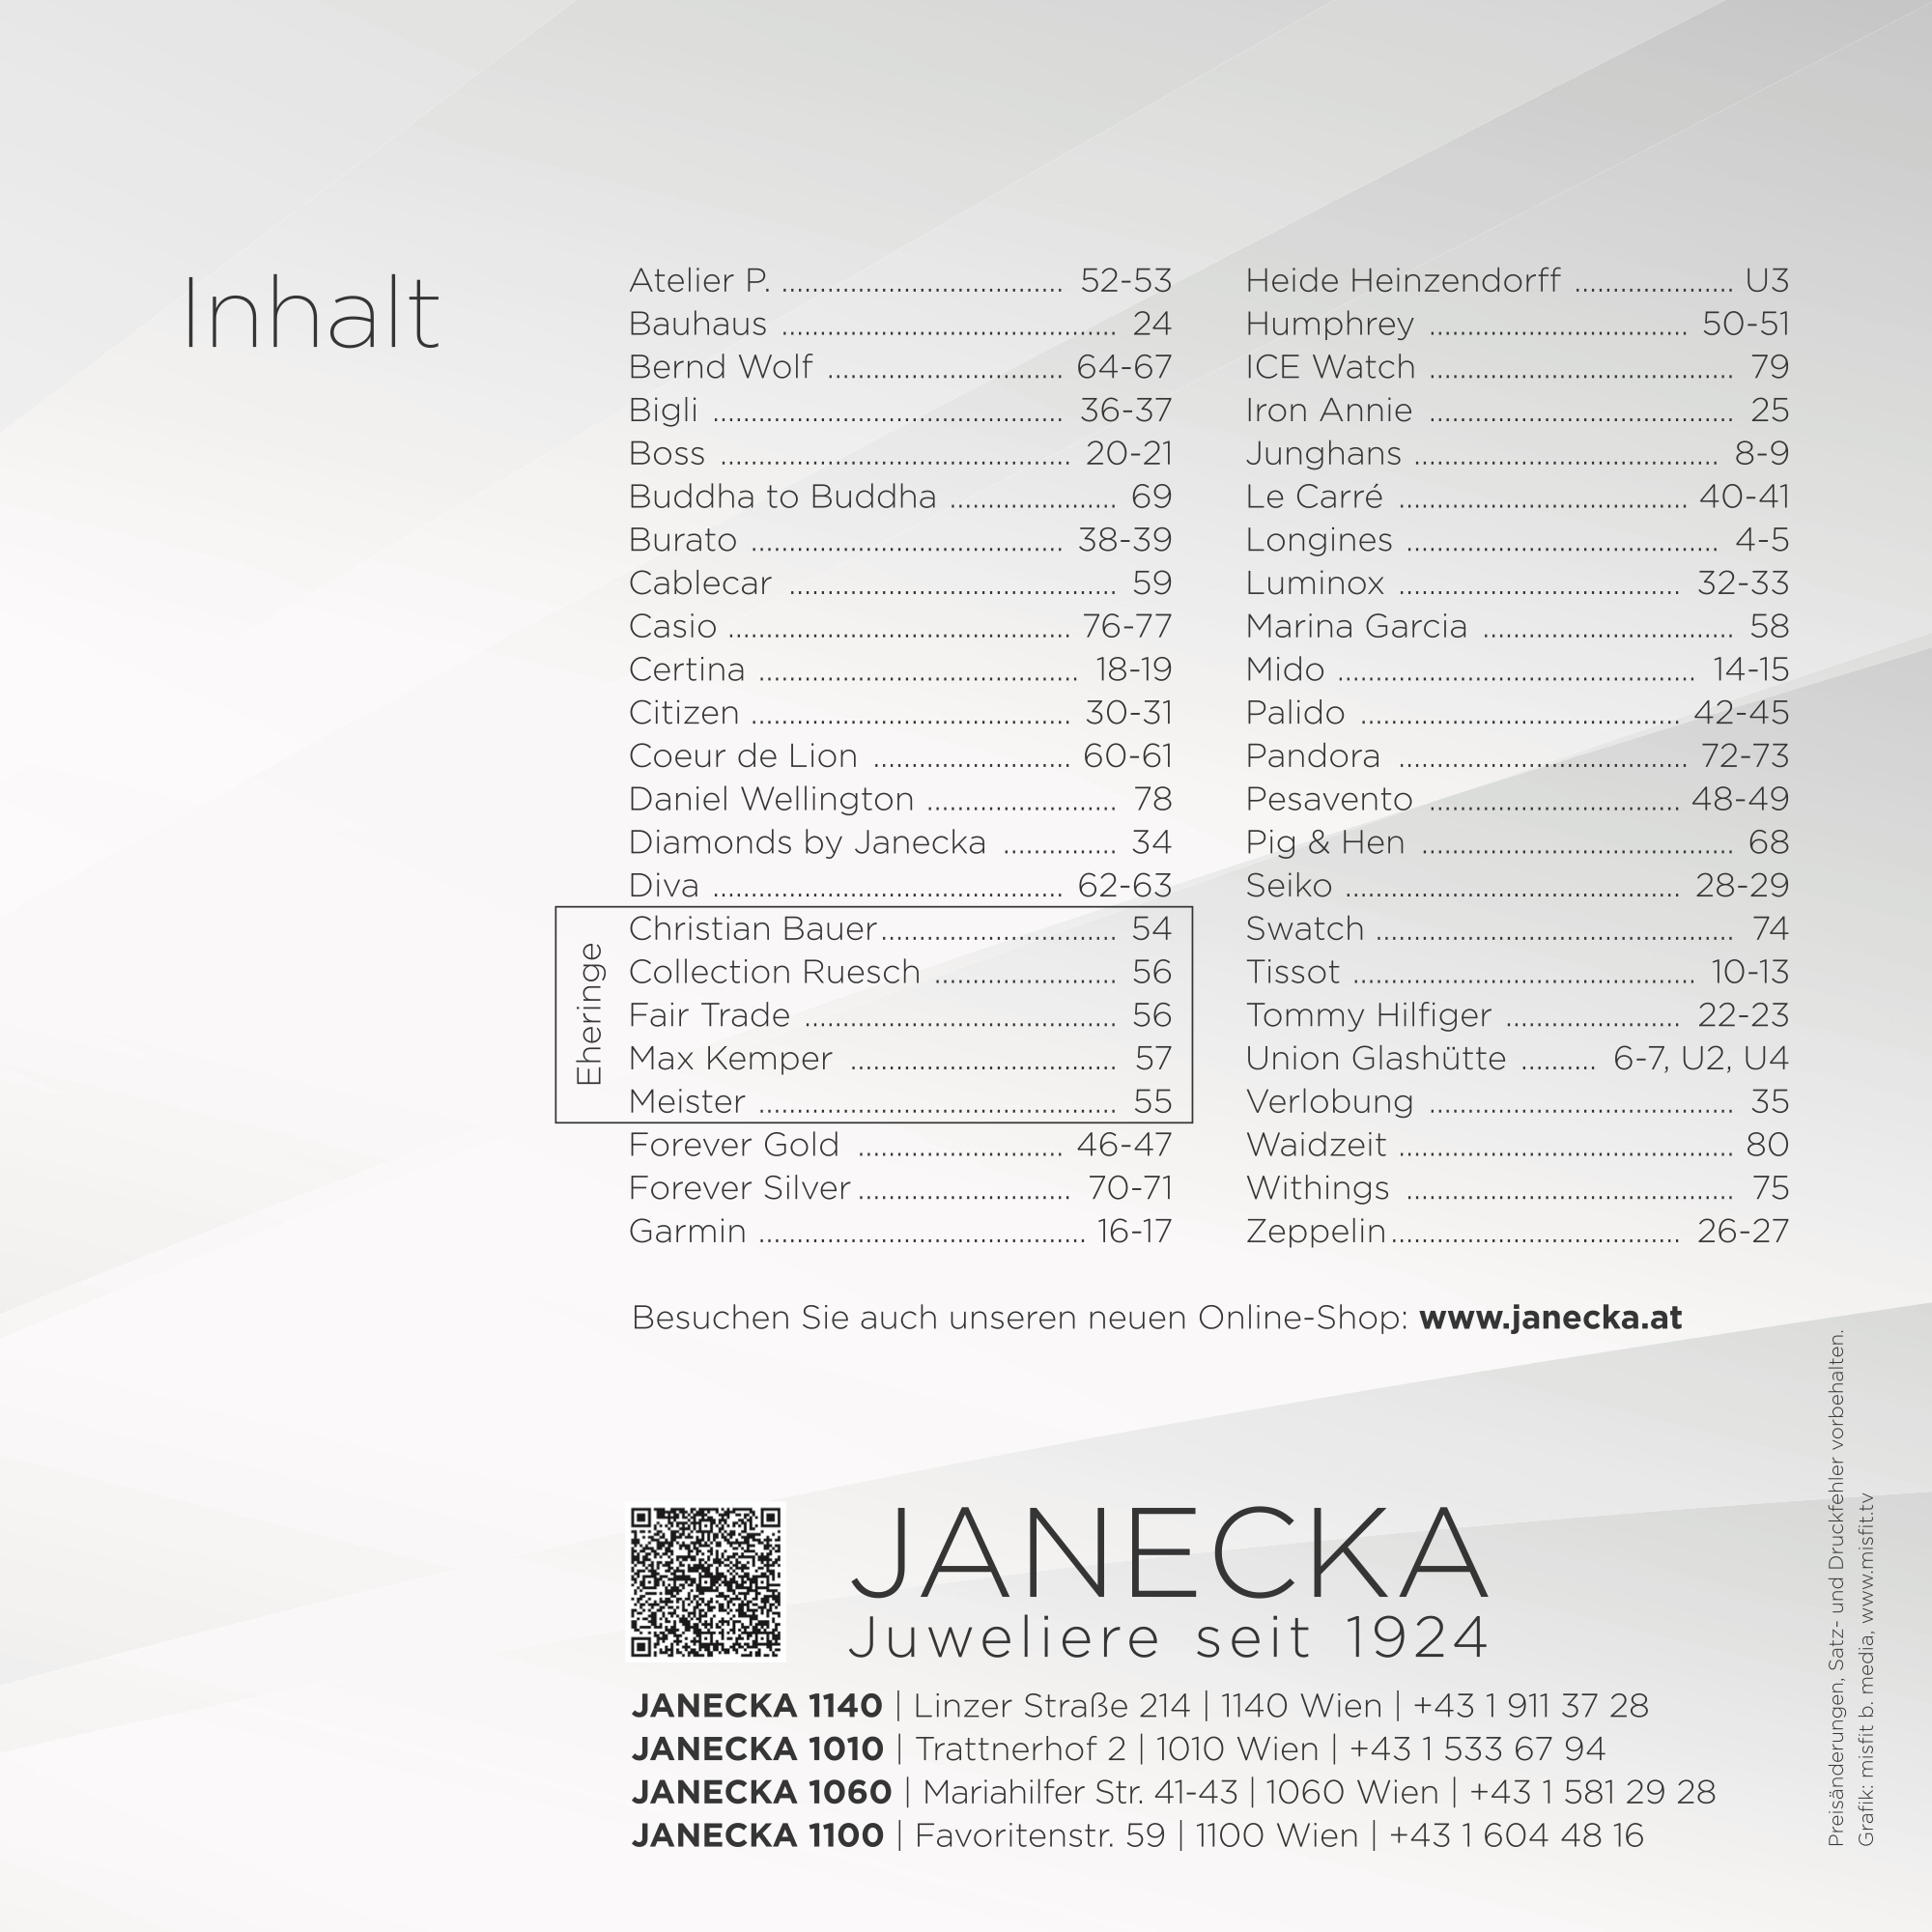 Inhalt
Atelier P. ..................................... 52-53
Bauhaus ............................................ 24
Bernd Wolf ............................... 64-67
Bigli .............................................. 36-37
Boss .............................................. 20-21
Buddha to Buddha ...................... 69
Burato ......................................... 38-39
Cablecar ........................................... 59
Casio ............................................. 76-77
Certina .......................................... 18-19
Citizen .......................................... 30-31
Coeur de Lion .......................... 60-61
Daniel Wellington ......................... 78
Diamonds by Janecka ............... 34
Diva .............................................. 62-63
Eheringe
Christian Bauer............................... 54
Collection Ruesch ........................ 56
Fair Trade ......................................... 56
Max Kemper ................................... 57
Meister ............................................... 55
Forever Gold ........................... 46-47
Forever Silver ............................ 70-71
Garmin ........................................... 16-17
Heide Heinzendorff ..................... U3
Humphrey .................................. 50-51
ICE Watch ........................................ 79
Iron Annie ........................................ 25
Junghans ........................................ 8-9
Le Carré ...................................... 40-41
Longines ......................................... 4-5
Luminox ..................................... 32-33
Marina Garcia ................................. 58
Mido ............................................... 14-15
Palido .......................................... 42-45
Pandora ...................................... 72-73
Pesavento ................................. 48-49
Pig & Hen ......................................... 68
Seiko ............................................ 28-29
Swatch ............................................... 74
Tissot ............................................. 10-13
Tommy Hilfiger ....................... 22-23
Union Glashütte .......... 6-7, U2, U4
Verlobung ........................................ 35
Waidzeit ............................................ 80
Withings ........................................... 75
Zeppelin...................................... 26-27
Besuchen Sie auch unseren neuen Online-Shop: www.janecka.at
JANECKA
Juweliere seit 1924
JANECKA 1140 | Linzer Straße 214 | 1140 Wien | +43 1 911 37 28
JANECKA 1010 | Trattnerhof 2 | 1010 Wien | +43 1 533 67 94
JANECKA 1060 | Mariahilfer Str. 41-43 | 1060 Wien | +43 1 581 29 28
JANECKA 1100 | Favoritenstr. 59 | 1100 Wien | +43 1 604 48 16
Preisänderungen, Satz- und Druckfehler vorbehalten.
Grafik: misfit b. media, www.misfit.tv